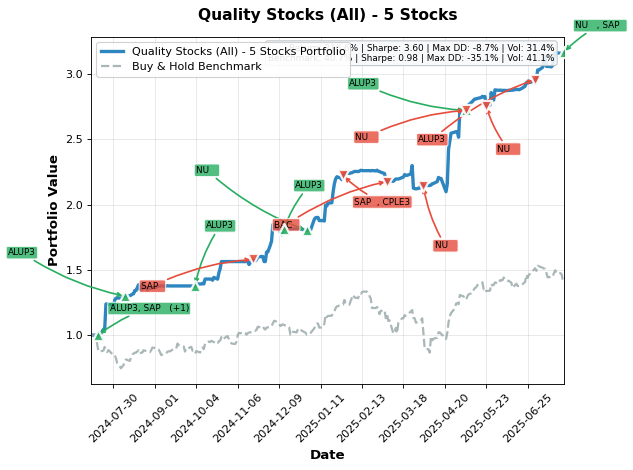 Quality Stocks (All) - 5 Stocks
NU , SAP
Quality Stocks (All) - 5 Stocks Portfolio
Buy & Hold Benchmark
% | Sharpe: 3.60 | Max DD: -8.7% | Vol: 31.4%
| Sharpe: 0.98 | Max DD: -35.1% | Vol: 41.1%
3.0
ALUP3
NU
ALUP3
NU
2.5
NU
ALUP3
2.0
SAP , CPLE3
BAC
ALUP3
NU
ALUP3
1.5
SAP
ALUP3, SAP (+1)
1.0
Portfolio Value
2024-07-30
2024-09-01
2024-10-04
2024-11-06
2024-12-09
2025-01-11
2025-02-13
2025-03-18
2025-04-20
2025-05-23
2025-06-25
Date